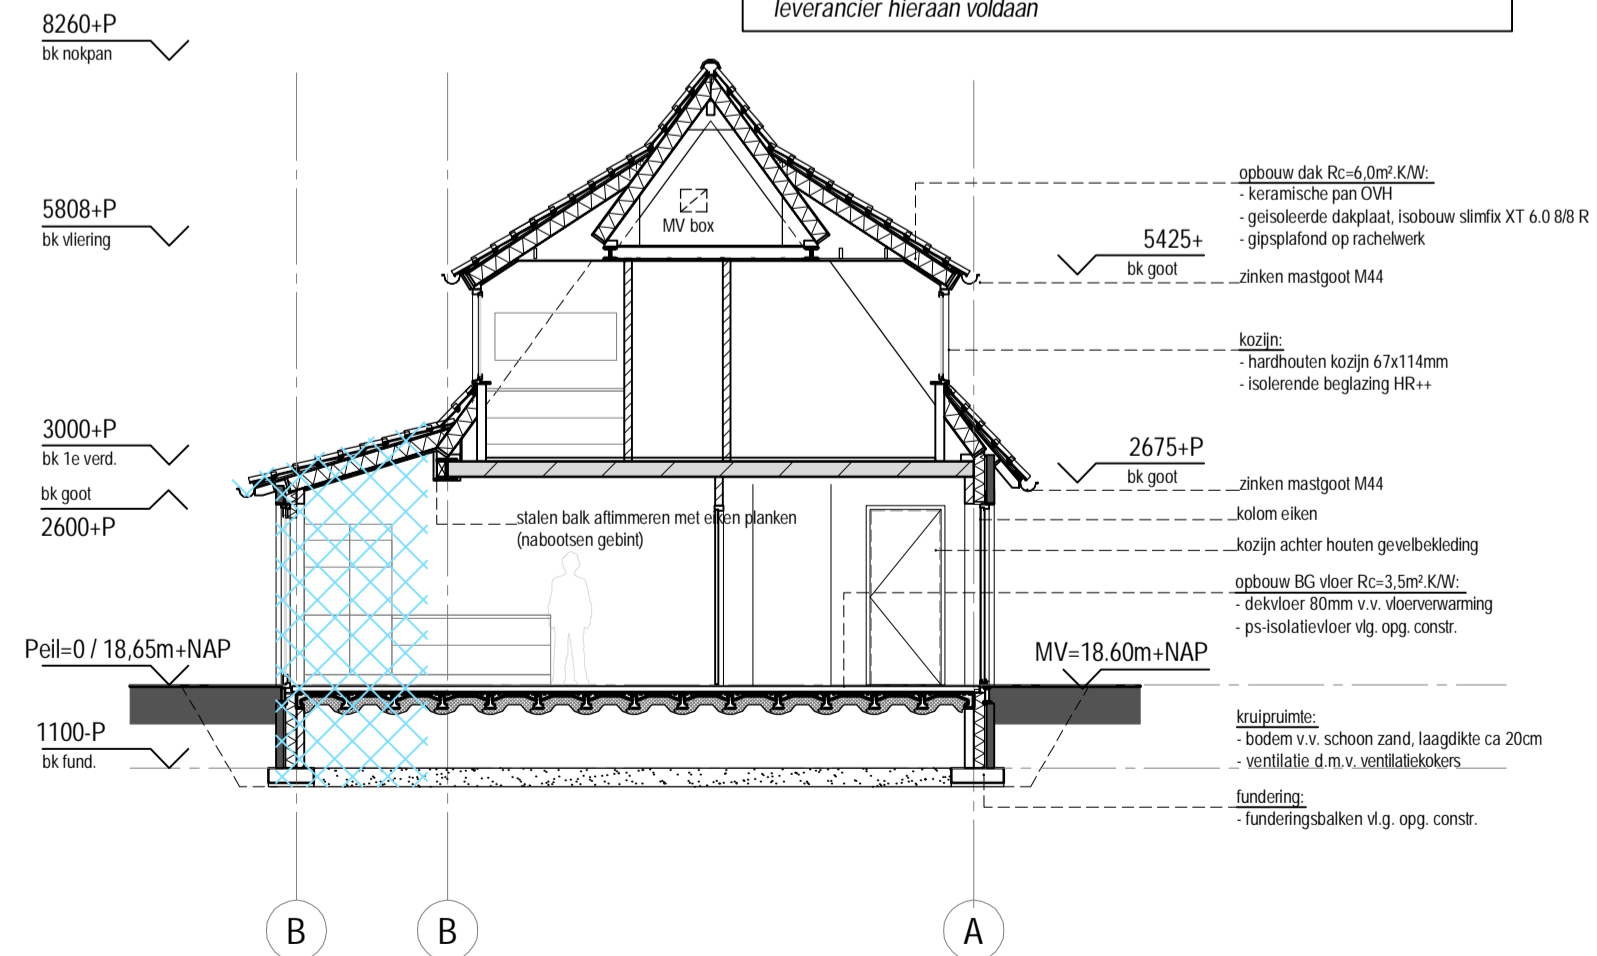 leverancier hieraan voldaan
8260+P
bk nokpan
5808+P
bk vliering
3000+P
bk 1e verd.
bk goot
2600+P
Peil=0 / 18,65m+NAP
1100-P
bk fund.
MV box
stalen balk aftimmeren met eiken planken
(nabootsen gebint)
5425+
bk goot
2675+P
bk goot
MV=18.60m+NAP
opbouw dak Rc=6,0m².K/W:
- keramische pan OVH
- geisoleerde dakplaat, isobouw slimfix XT 6.0 8/8 R
- gipsplafond op rachelwerk
zinken mastgoot M44
kozijn:
- hardhouten kozijn 67x114mm
- isolerende beglazing HR++
zinken mastgoot M44
kolom eiken
kozijn achter houten gevelbekleding
opbouw BG vloer Rc=3,5m².K/W:
- dekvloer 80mm v.v. vloerverwarming
- ps-isolatievloer vlg. opg. constr.
kruipruimte:
- bodem v.v. schoon zand, laagdikte ca 20cm
- ventilatie d.m.v. ventilatiekokers
fundering:
- funderingsbalken vl.g. opg. constr.
B
B
A